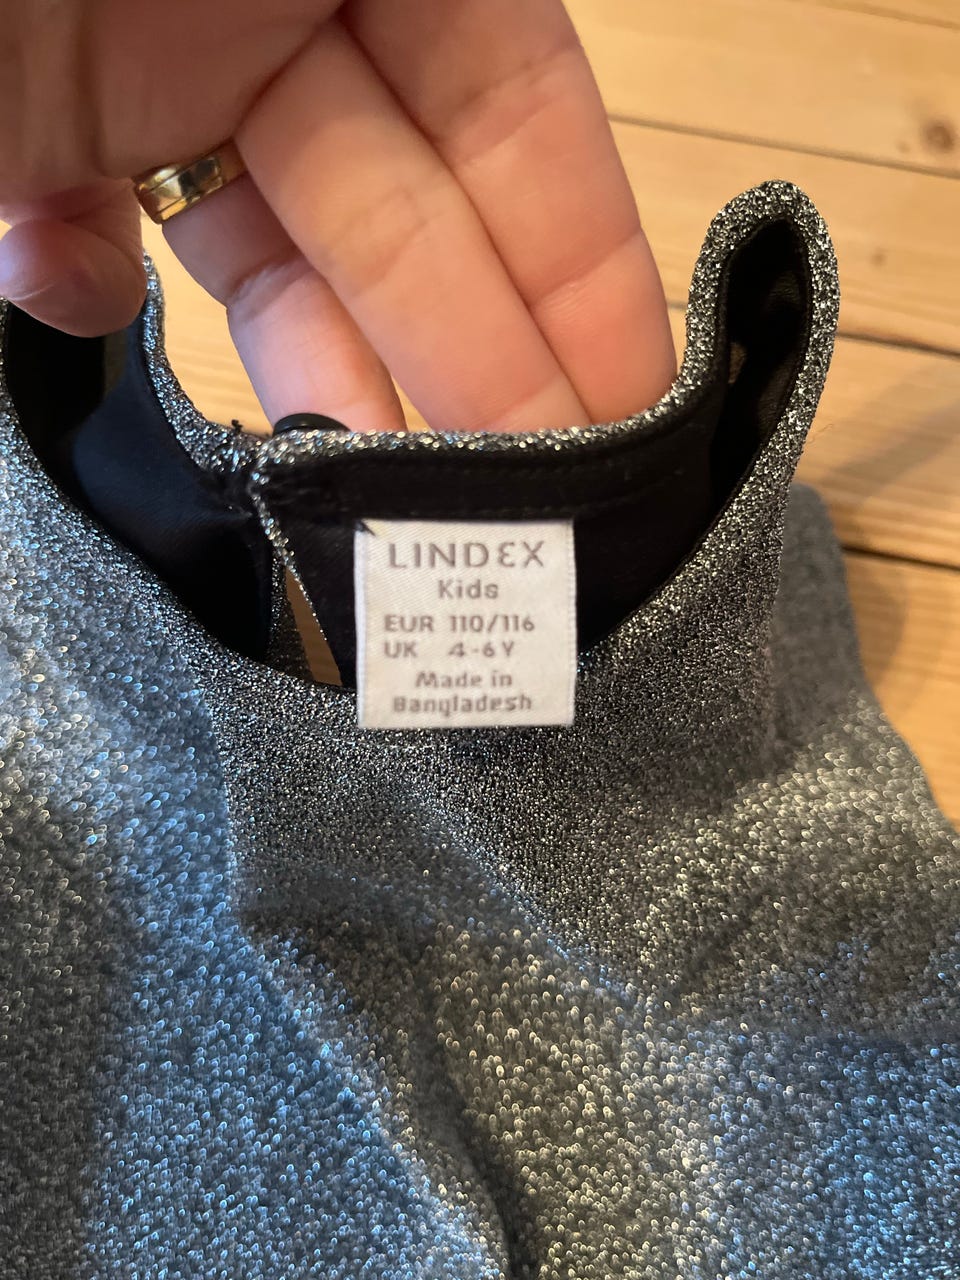 LINDEX
Kids
EUR 110/116
UK 4-6Y
Made in
Bangladesh